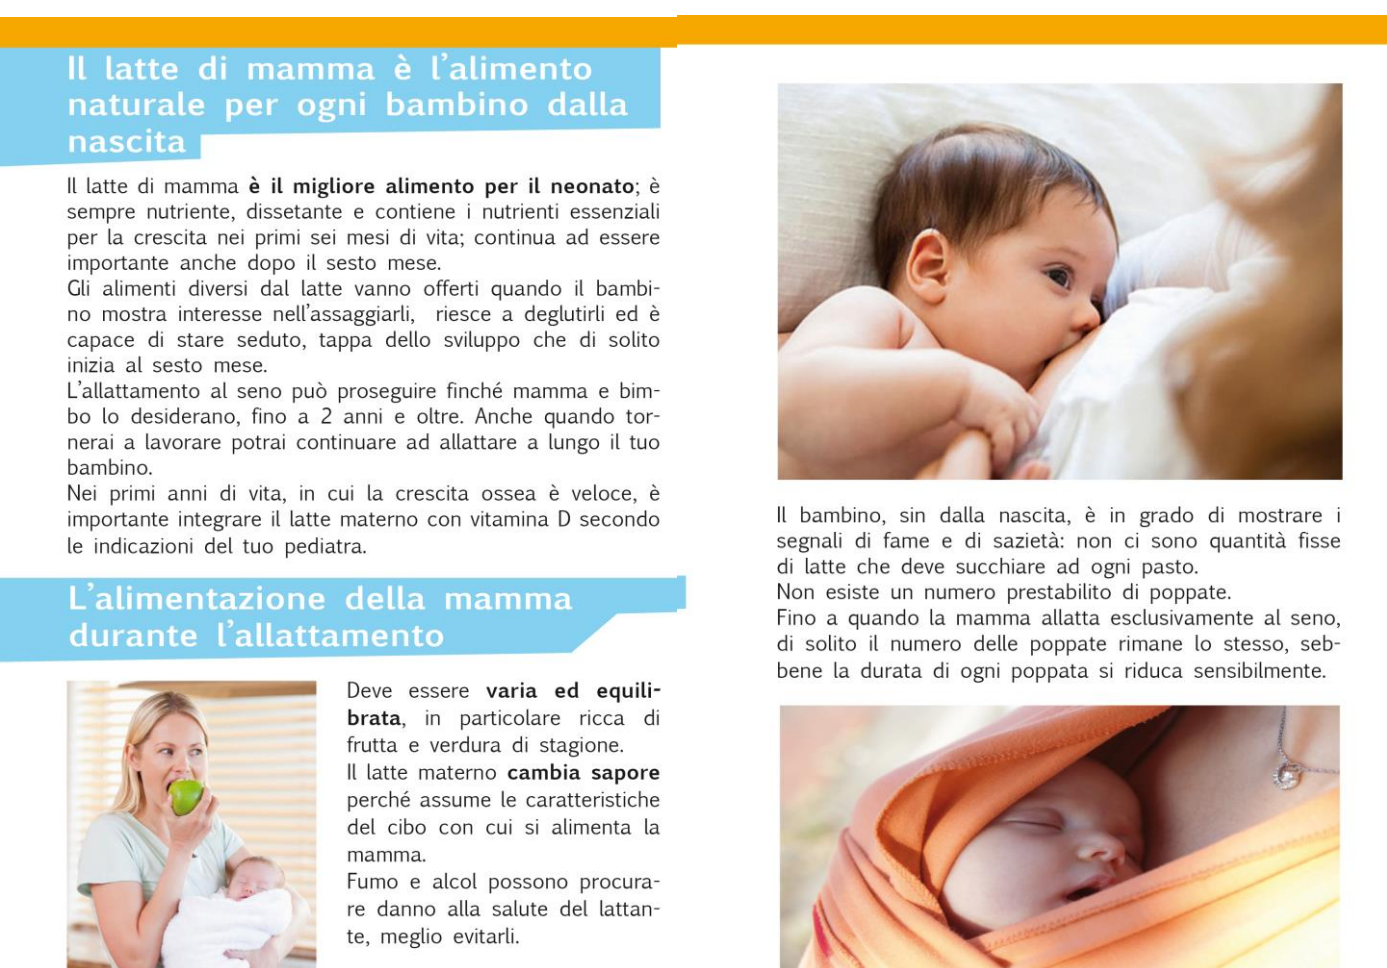 Il latte di mamma è l'alimento
naturale per ogni bambino dalla
nascita
Il latte di mamma è il migliore alimento per il neonato; è
sempre nutriente, dissetante e contiene i nutrienti essenziali
per la crescita nei primi sei mesi di vita; continua ad essere
importante anche dopo il sesto mese.
Gli alimenti diversi dal latte vanno offerti quando il bambi-
no mostra interesse nell'assaggiarli, riesce a deglutirli ed è
capace di stare seduto, tappa dello sviluppo che di solito
inizia al sesto mese.
L'allattamento al seno può proseguire finché mamma e bim-
bo lo desiderano, fino a 2 anni e oltre. Anche quando tor-
nerai a lavorare potrai continuare ad allattare a lungo il tuo
bambino.
Nei primi anni di vita, in cui la crescita ossea è veloce, è
importante integrare il latte materno con vitamina D secondo
le indicazioni del tuo pediatra.
L'alimentazione della mamma
durante l'allattamento
Deve essere varia ed equili-
brata, in particolare ricca di
frutta e verdura di stagione.
Il latte materno cambia sapore
perché assume le caratteristiche
del cibo con cui si alimenta la
mamma.
Fumo e alcol possono procura-
re danno alla salute del lattan-
te, meglio evitarli.
Il bambino, sin dalla nascita, è in grado di mostrare i
segnali di fame e di sazietà: non ci sono quantità fisse
di latte che deve succhiare ad ogni pasto.
Non esiste un numero prestabilito di poppate.
Fino a quando la mamma allatta esclusivamente al seno,
di solito il numero delle poppate rimane lo stesso, seb-
bene la durata di ogni poppata si riduca sensibilmente.